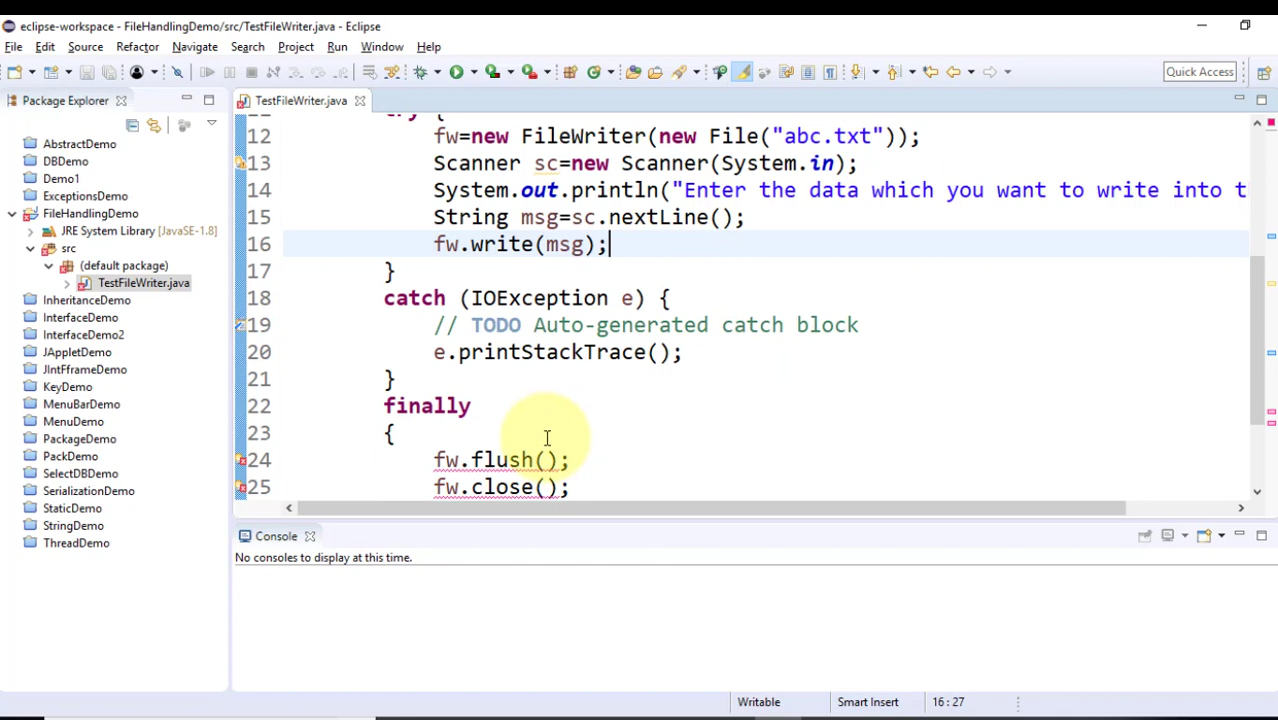 eclipse-workspace - FileHandlingDemo/src/TestFileWriter.java - Eclipse
File Edit Source Refactor Navigate Search Project Run Window Help
Quick Access
Package Explorer
TestFileWriter.java
AbstractDemo
DBDemo
Demo1
ExceptionsDemo
FileHandlingDemo
JRE System Library [JavaSE-1.8]
src
(default package)
TestFileWriter.java
InheritanceDemo
InterfaceDemo
InterfaceDemo2
JAppletDemo
JIntFrameDemo
KeyDemo
MenuBarDemo
MenuDemo
PackageDemo
PackDemo
SelectDBDemo
SerializationDemo
StaticDemo
StringDemo
ThreadDemo
try {
12 fw=new FileWriter(new File("abc.txt"));
13 Scanner sc=new Scanner(System.in);
14 System.out.println("Enter the data which you want to write into t
15 String msg=sc.nextLine();
16 fw.write(msg);
17 }
18 catch (IOException e) {
19 // TODO Auto-generated catch block
20 e.printStackTrace();
21 }
22 finally
23 {
24 fw.flush();
25 fw.close();
Console
No consoles to display at this time.
Writable Smart Insert 16 : 27